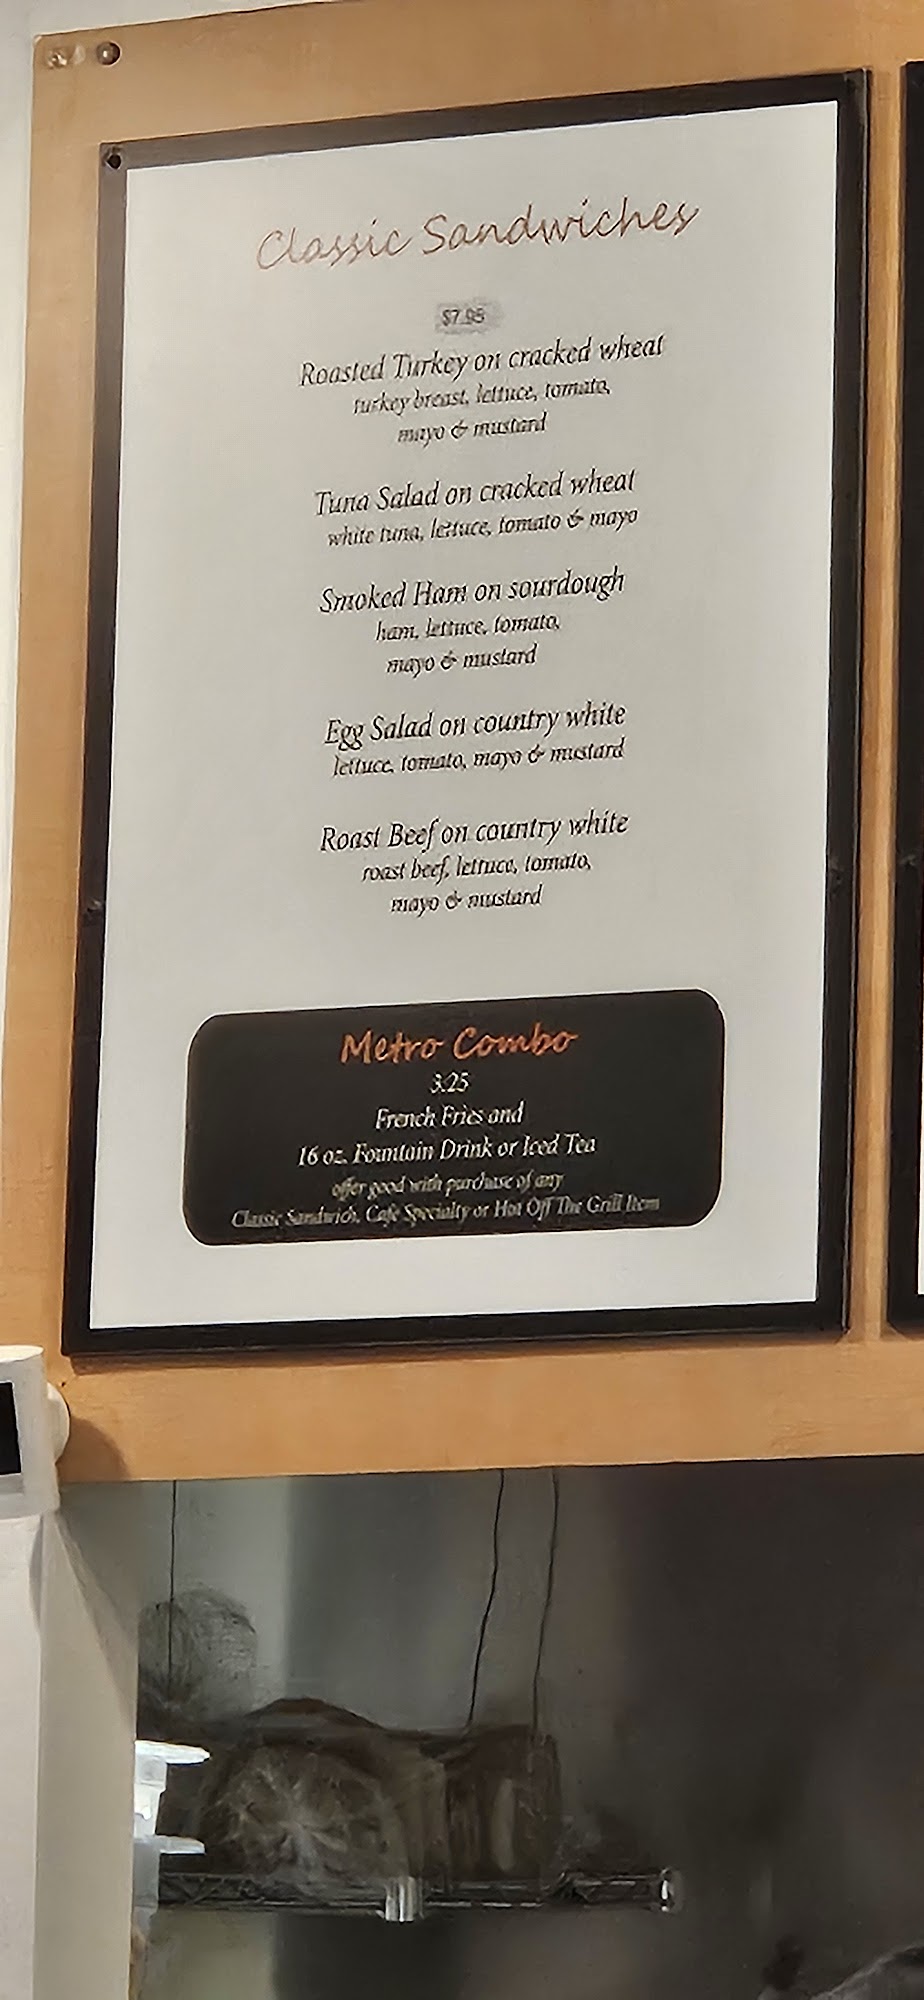 Classic Sandwiches
$7.95
Roasted Turkey on cracked wheat
turkey breast, lettuce, tomato,
mayo & mustard
Tuna Salad on cracked wheat
white tuna, lettuce, tomato & mayo
Smoked Ham on sourdough
ham, lettuce, tomato,
mayo & mustard
Egg Salad on country white
lettuce, tomato, mayo & mustard
Roast Beef on country white
roast beef, lettuce, tomato,
mayo & mustard
Metro Combo
3.25
French Fries and
16 oz. Fountain Drink or Iced Tea
offer good with purchase of any
Classic Sandwich, Cafe Specialty or Hot Off The Grill Item